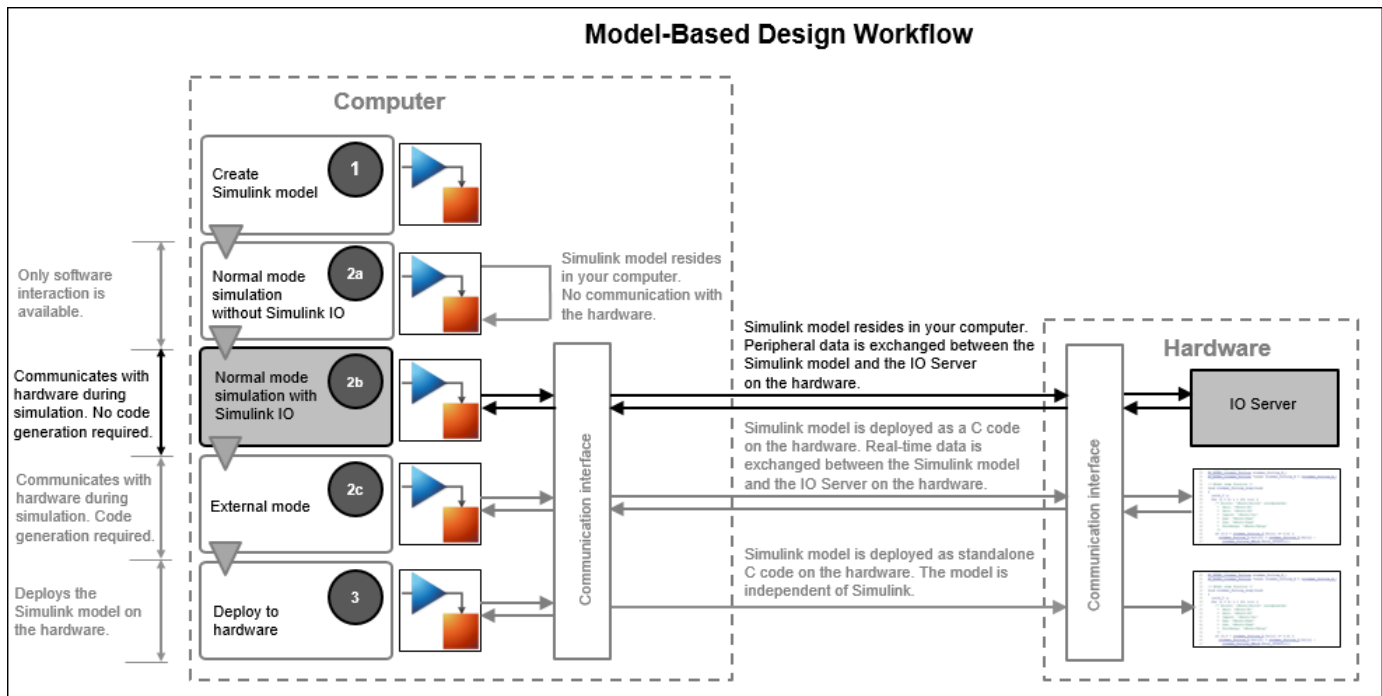 Model-Based Design Workflow
Computer
1
Create
Simulink model
Only software
interaction is
available.
2a
Normal mode
simulation
without Simulink IO
Simulink model resides
in your computer.
No communication with
the hardware.
Communicates with
hardware during
simulation. No code
generation required.
2b
Normal mode
simulation with
Simulink IO
Simulink model resides in your computer.
Peripheral data is exchanged between the
Simulink model and the IO Server
on the hardware.
Communicates with
hardware during
simulation. Code
generation required.
2c
External mode
Simulink model is deployed as a C code
on the hardware. Real-time data is
exchanged between the Simulink model
and the IO Server on the hardware.
Deploys the
Simulink model on
the hardware.
3
Deploy to
hardware
Simulink model is deployed as standalone
C code on the hardware. The model is
independent of Simulink.
Communication interface
Hardware
Communication interface
IO Server